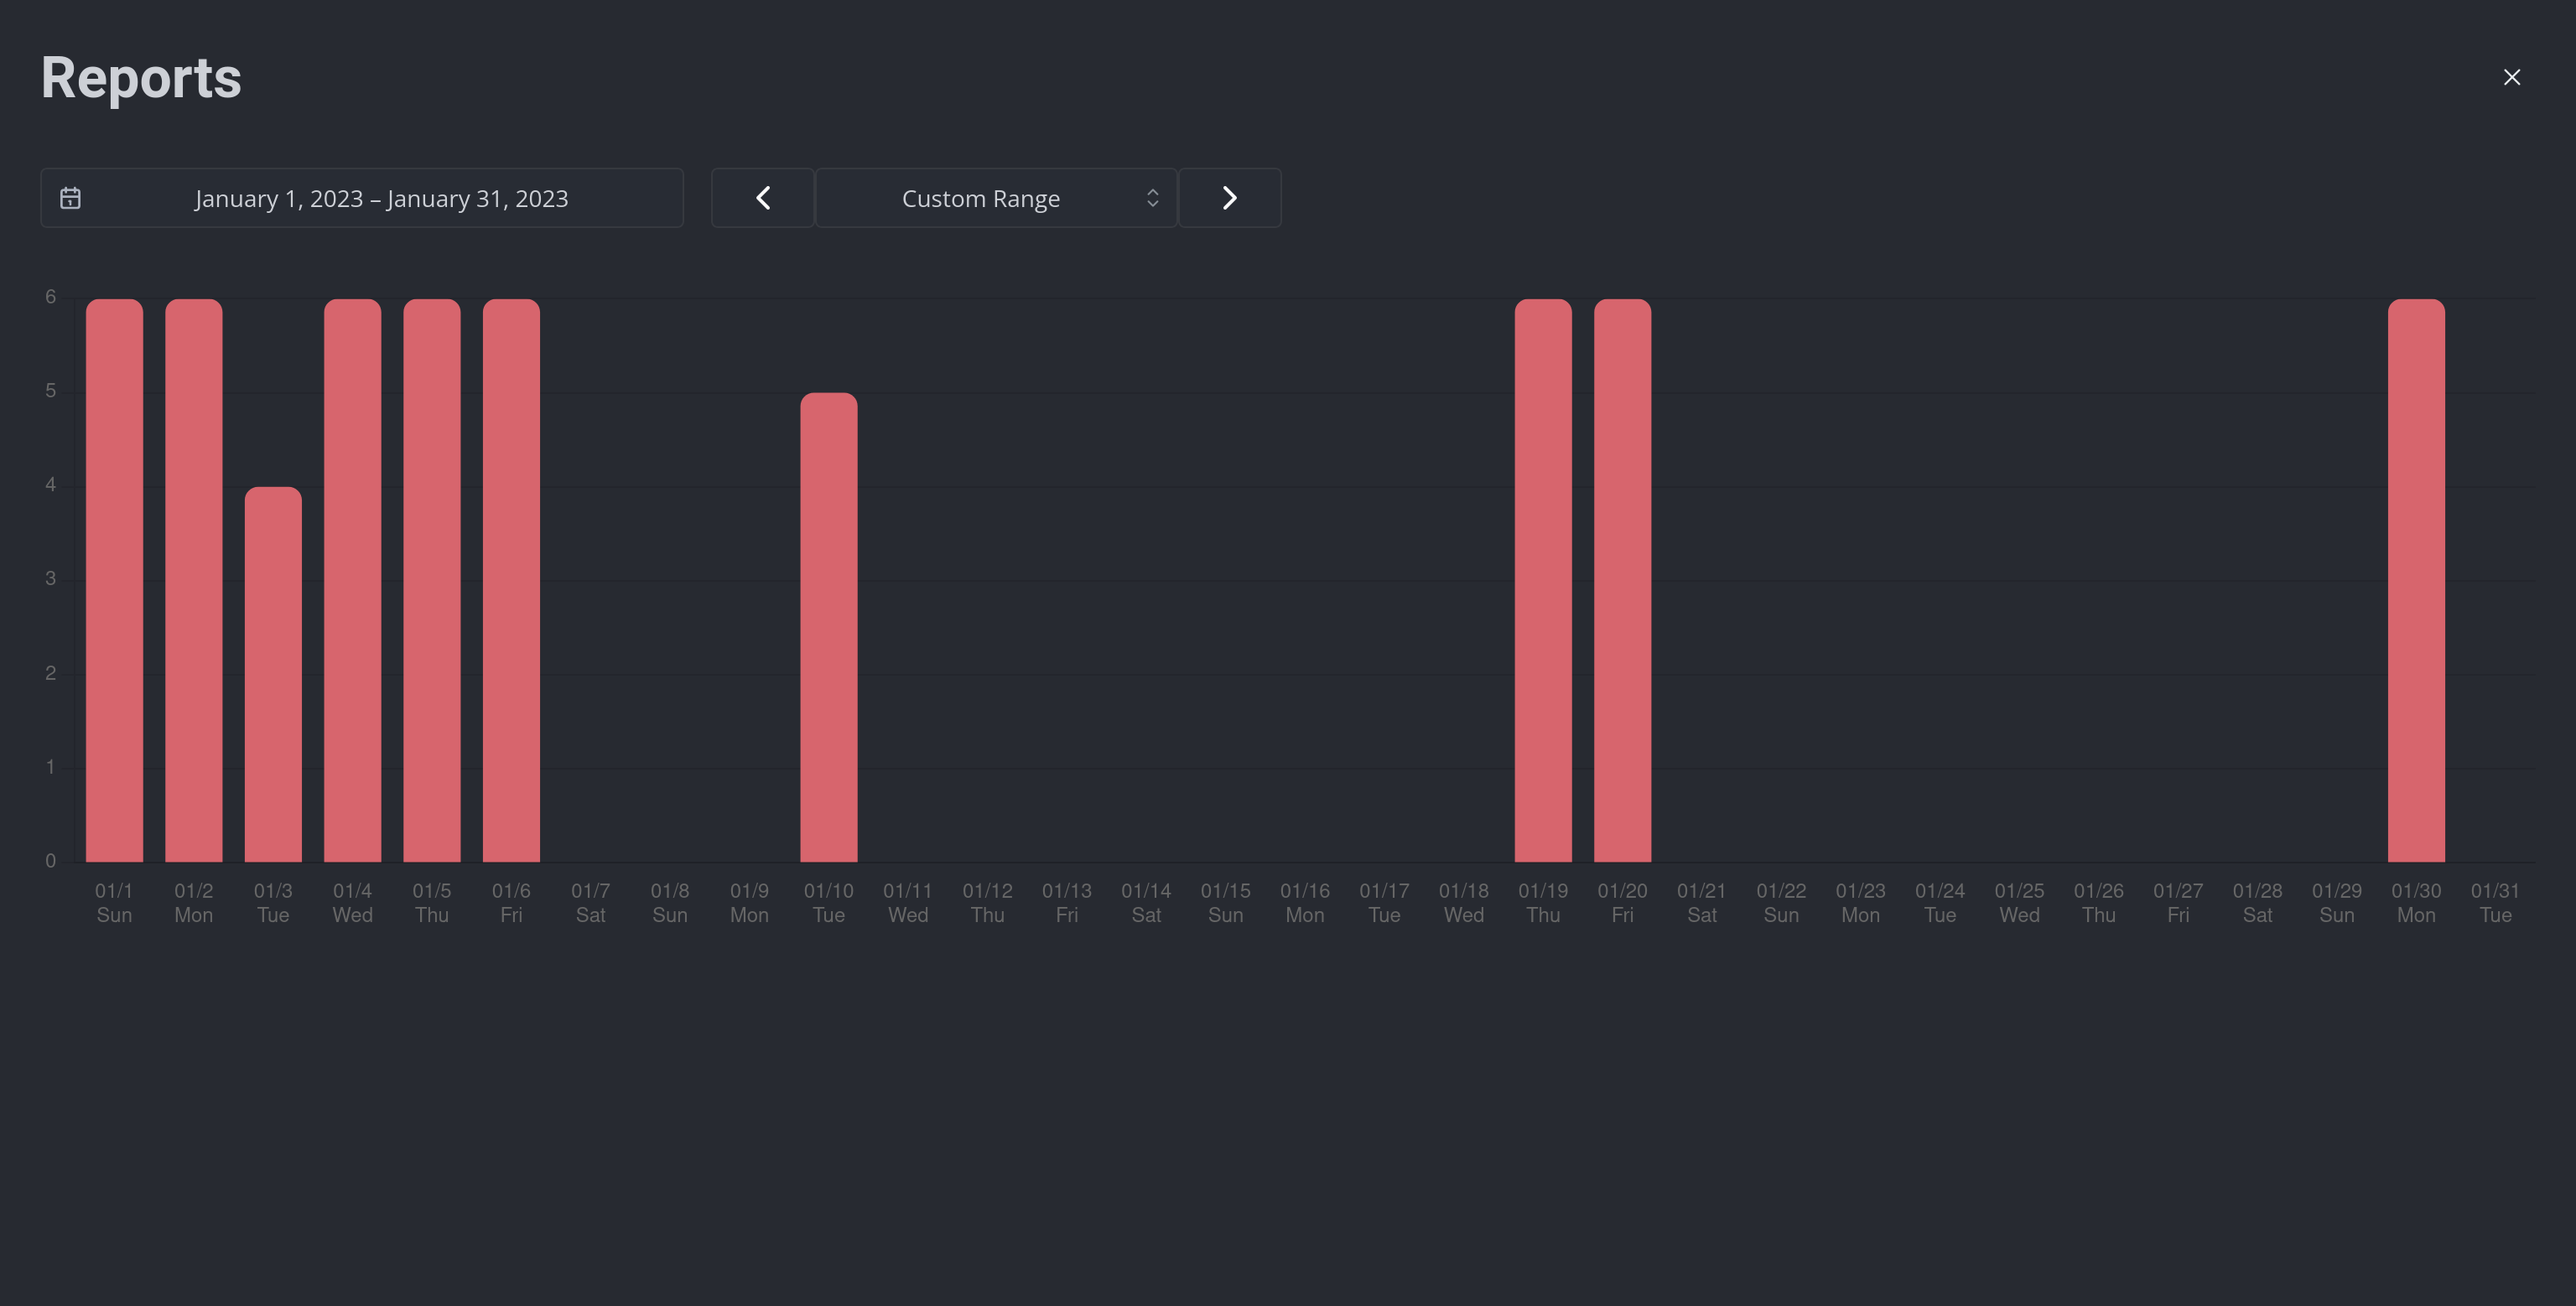 Reports
January 1, 2023 – January 31, 2023
Custom Range
6
5
4
3
2
1
0
01/1 01/2 01/3 01/4 01/5 01/6 01/7 01/8 01/9 01/10 01/11 01/12 01/13 01/14 01/15 01/16 01/17 01/18 01/19 01/20 01/21 01/22 01/23 01/24 01/25 01/26 01/27 01/28 01/29 01/30 01/31
Sun Mon Tue Wed Thu Fri Sat Sun Mon Tue Wed Thu Fri Sat Sun Mon Tue Wed Thu Fri Sat Sun Mon Tue Wed Thu Fri Sat Sun Mon Tue